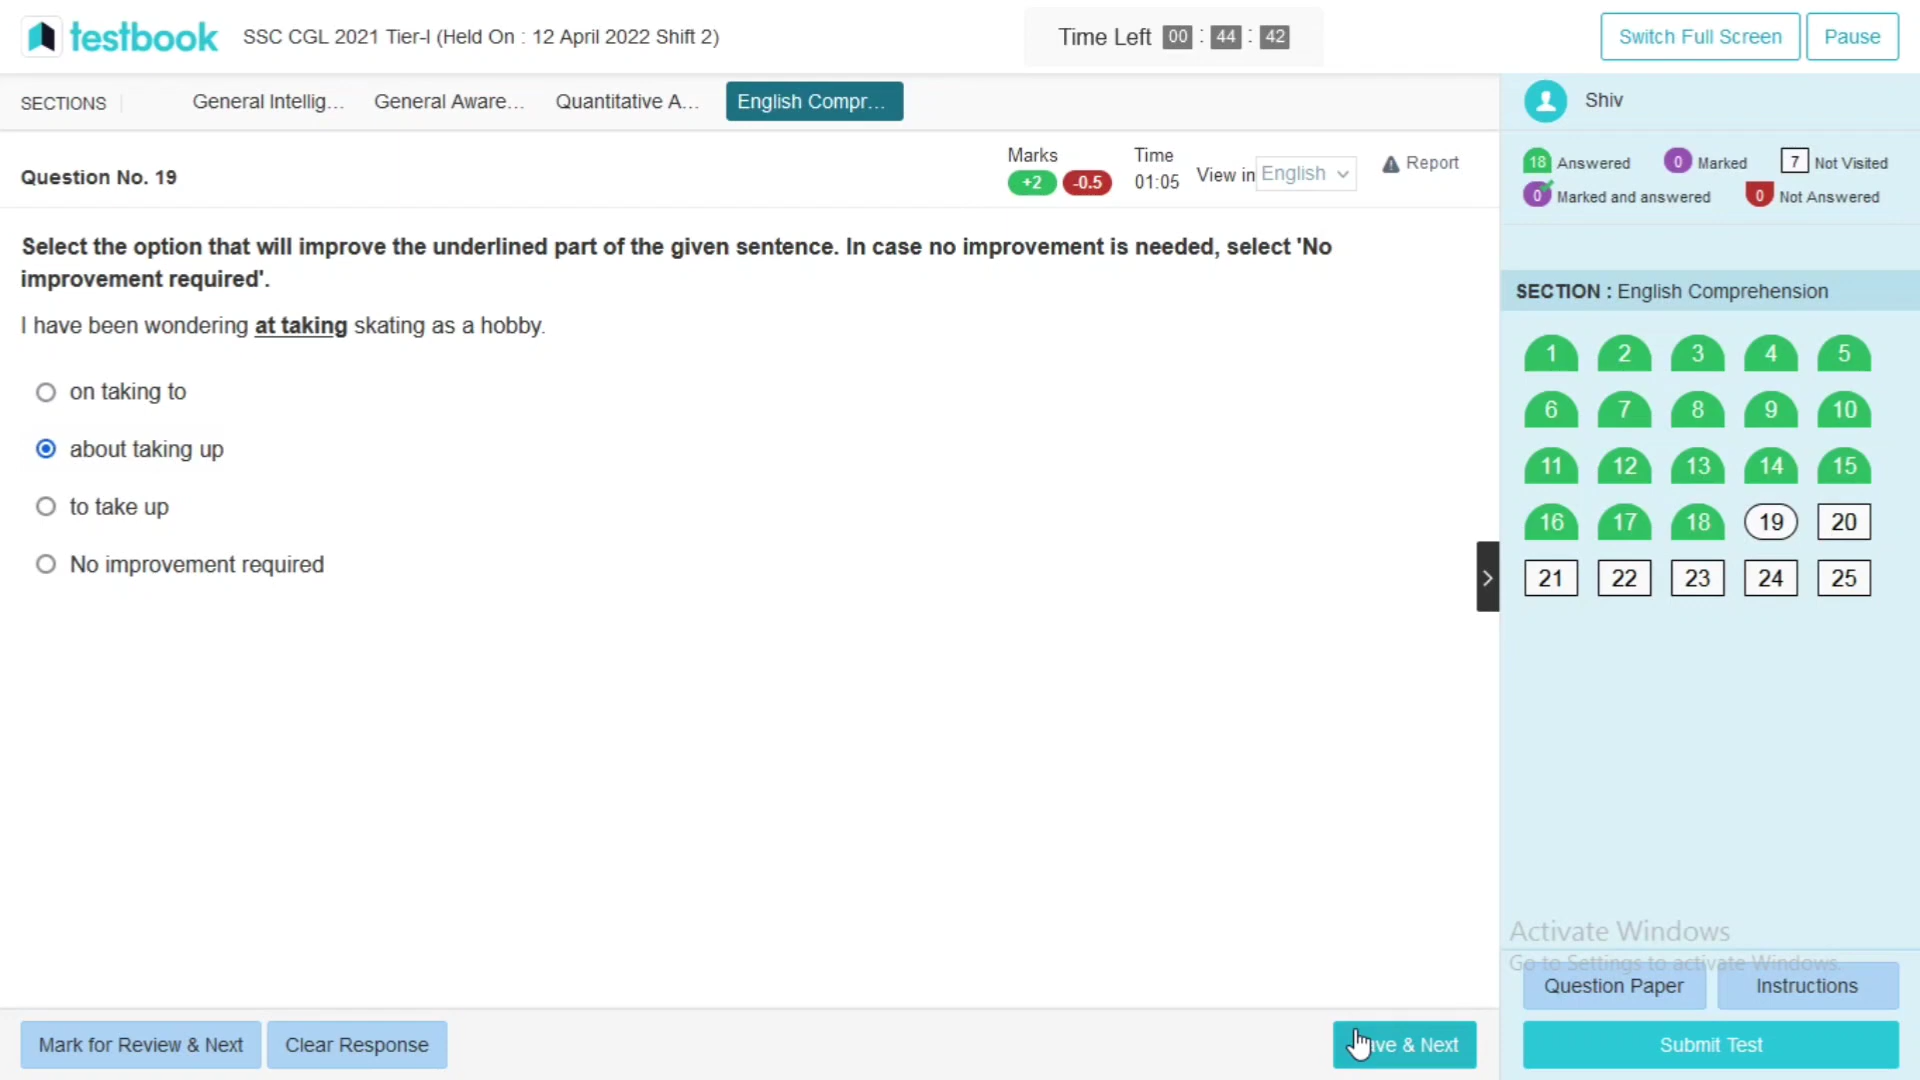 testbook SSC CGL 2021 Tier-I (Held On : 12 April 2022 Shift 2) Time Left 00 : 44 : 42 Switch Full Screen Pause
SECTIONS General Intellig... General Aware... Quantitative A... English Compr... Shiv
Question No. 19
Marks
+2 -0.5
Time
01:05
View in English
Report
18 Answered 0 Marked 7 Not Visited
0 Marked and answered 0 Not Answered
Select the option that will improve the underlined part of the given sentence. In case no improvement is needed, select 'No
improvement required'.
I have been wondering at taking skating as a hobby.
on taking to
about taking up
to take up
No improvement required
SECTION : English Comprehension
1 2 3 4 5
6 7 8 9 10
11 12 13 14 15
16 17 18 19 20
21 22 23 24 25
Activate Windows
Go to Settings to activate Windows.
Question Paper Instructions
Mark for Review & Next Clear Response & Next Submit Test